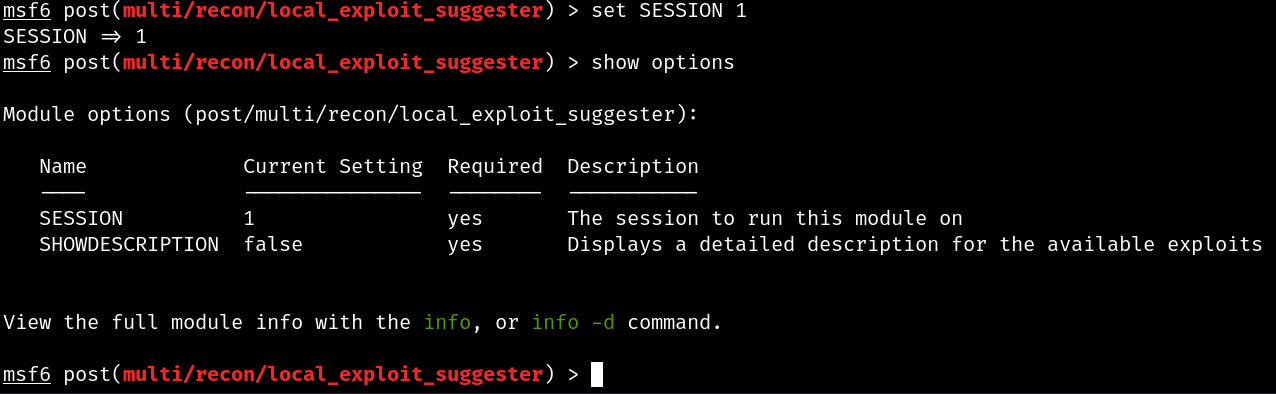 msf6 post(multi/recon/local_exploit_suggester) > set SESSION 1
SESSION => 1
msf6 post(multi/recon/local_exploit_suggester) > show options
Module options (post/multi/recon/local_exploit_suggester):
Name Current Setting Required Description
---- --------------- -------- -----------
SESSION 1 yes The session to run this module on
SHOWDESCRIPTION false yes Displays a detailed description for the available exploits
View the full module info with the info, or info -d command.
msf6 post(multi/recon/local_exploit_suggester) >